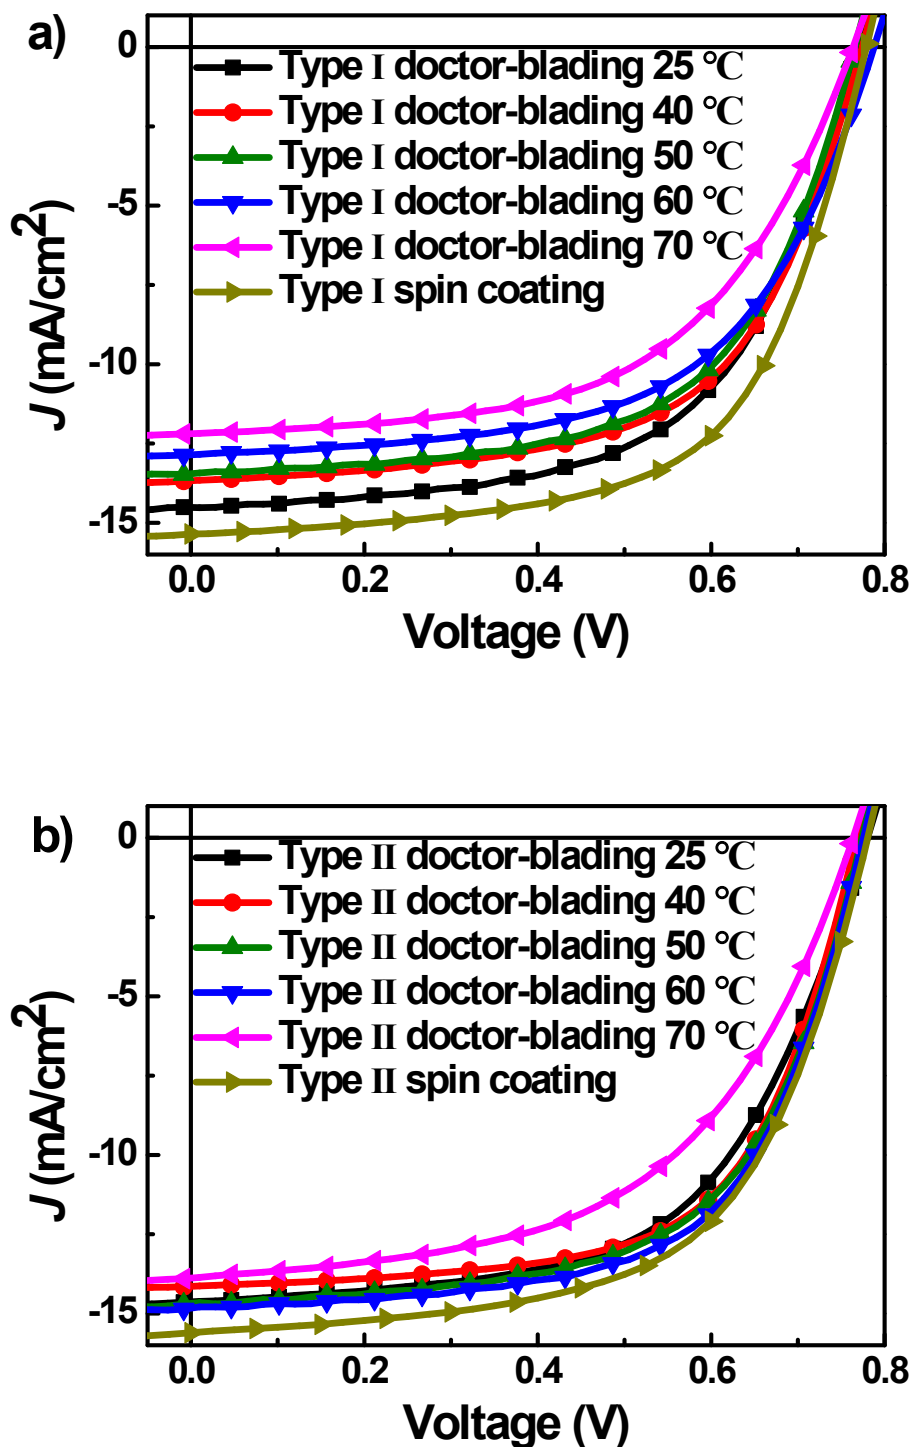 a)
0
-5
-10
-15
J (mA/cm²)
Type I doctor-blading 25 °C
Type I doctor-blading 40 °C
Type I doctor-blading 50 °C
Type I doctor-blading 60 °C
Type I doctor-blading 70 °C
Type I spin coating
0.0 0.2 0.4 0.6 0.8
Voltage (V)
b)
0
-5
-10
-15
J (mA/cm²)
Type II doctor-blading 25 °C
Type II doctor-blading 40 °C
Type II doctor-blading 50 °C
Type II doctor-blading 60 °C
Type II doctor-blading 70 °C
Type II spin coating
0.0 0.2 0.4 0.6 0.8
Voltage (V)